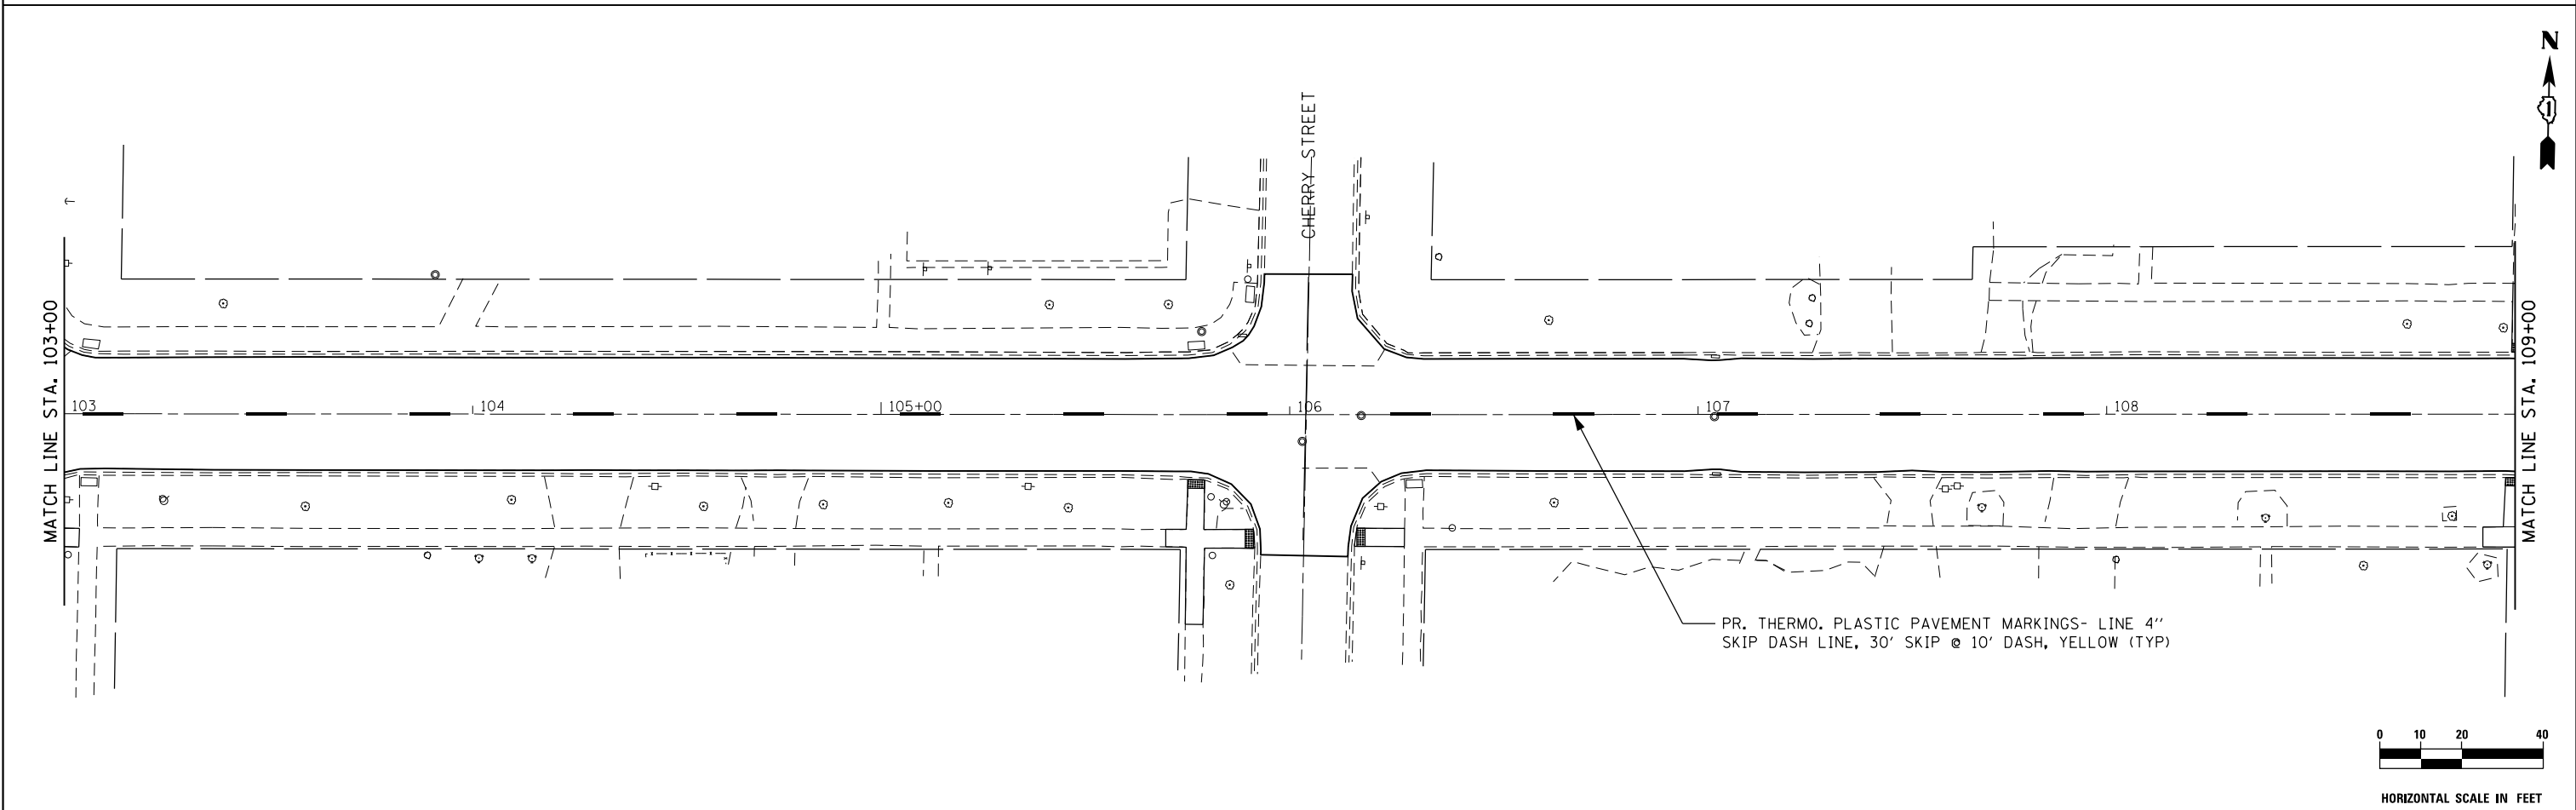 N
1
CHERRY STREET
MATCH LINE STA. 103+00
103
104
105+00
106
107
108
MATCH LINE STA. 109+00
PR. THERMO. PLASTIC PAVEMENT MARKINGS- LINE 4''
SKIP DASH LINE, 30' SKIP @ 10' DASH, YELLOW (TYP)
0 10 20 40
HORIZONTAL SCALE IN FEET